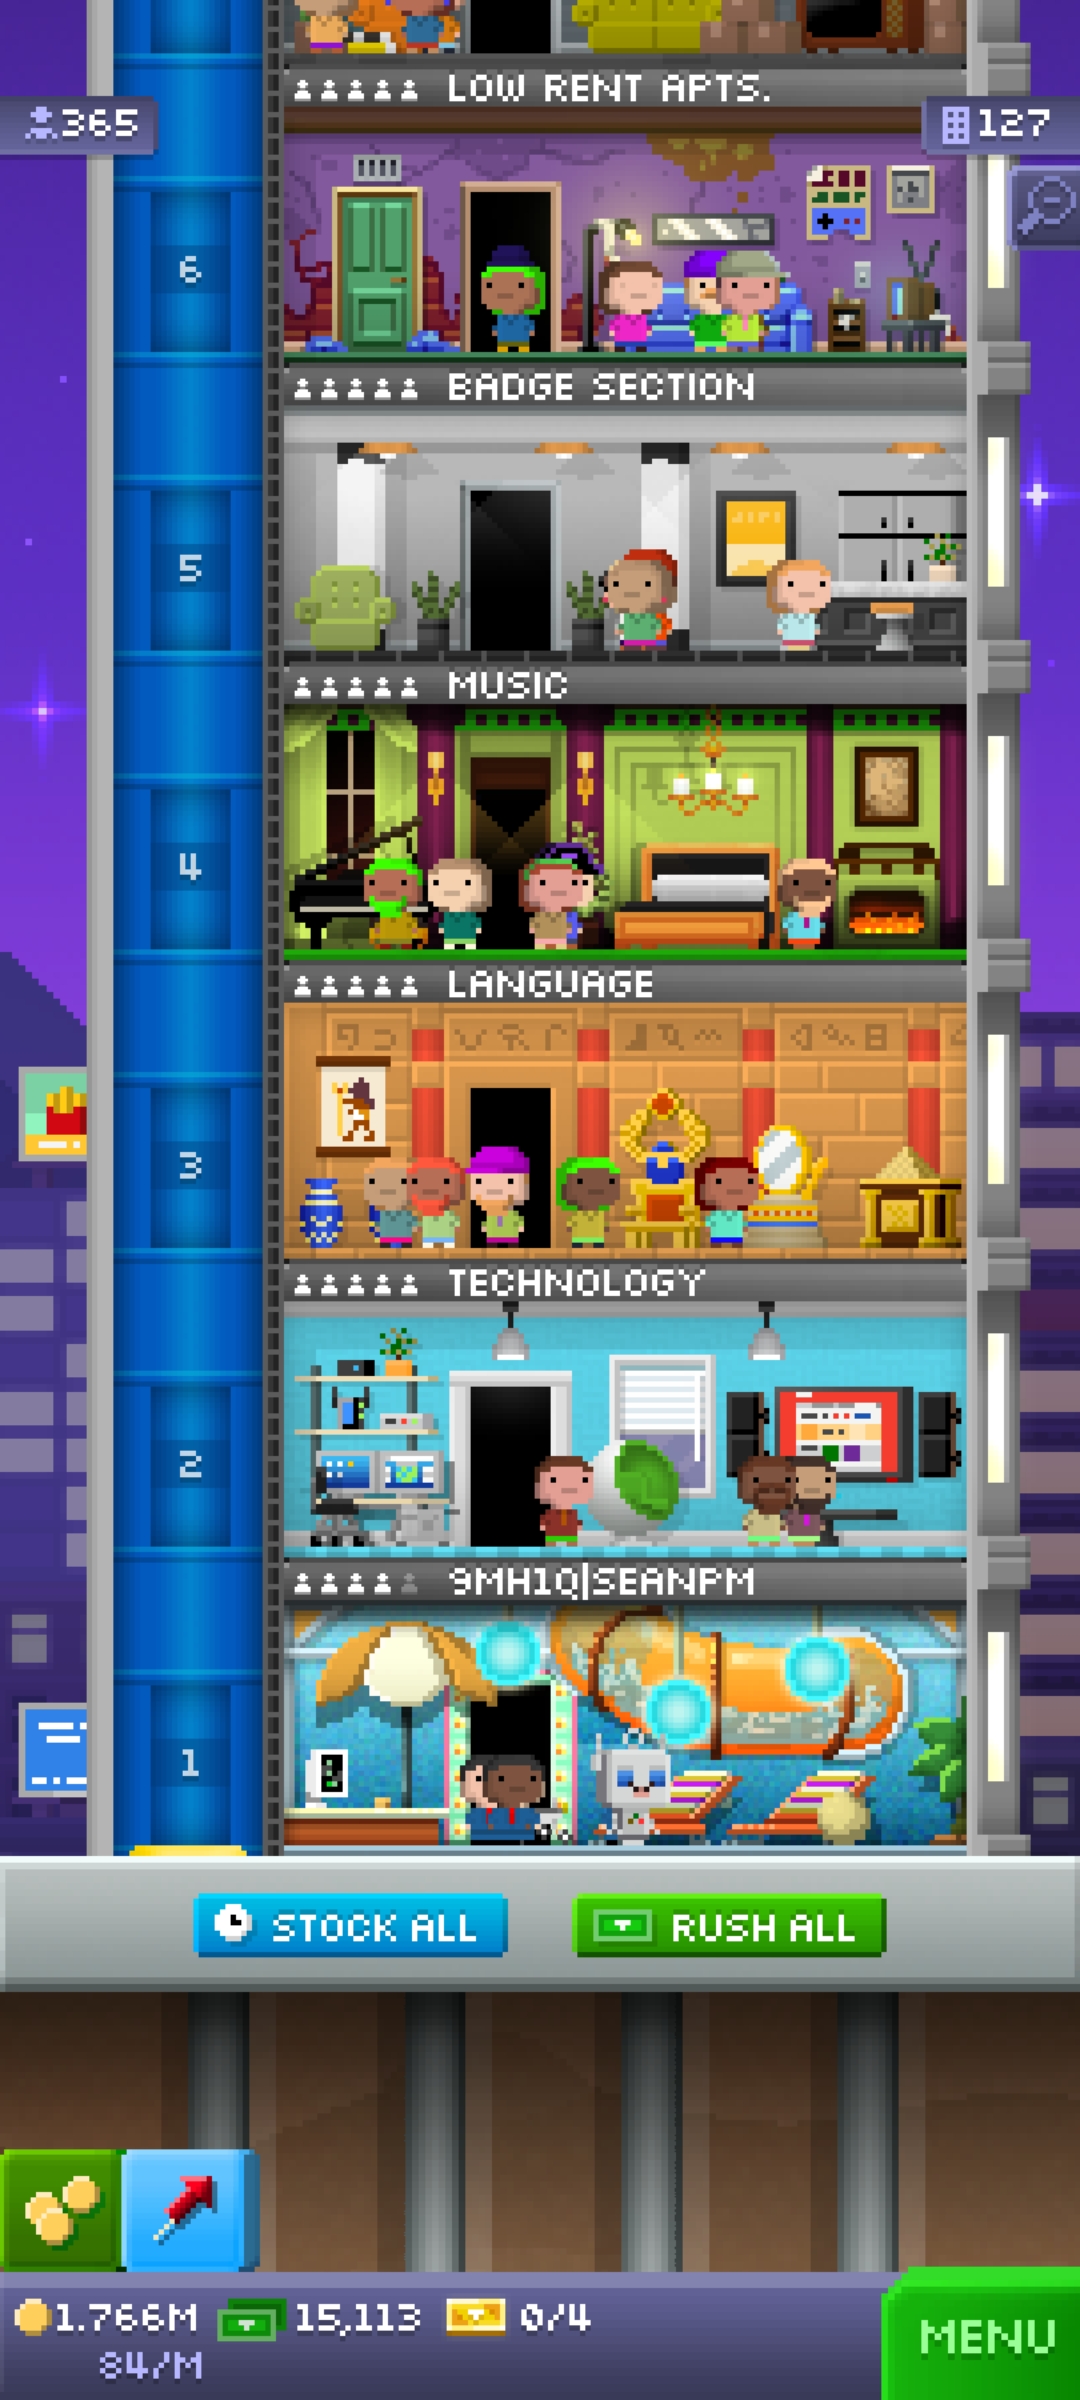 LOW RENT APTS.
365
127
6
BADGE SECTION
5
MUSIC
4
LANGUAGE
3
TECHNOLOGY
2
9MH1Q|SEANPM
1
STOCK ALL
RUSH ALL
1.766M
15,113
0/4
84/M
MENU